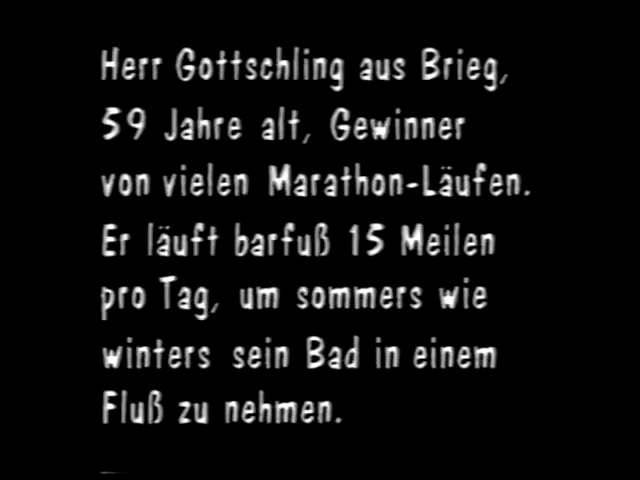 Herr Gottschling aus Brieg,
59 Jahre alt, Gewinner
von vielen Marathon-Läufen.
Er läuft barfuß 15 Meilen
pro Tag, um sommers wie
winters sein Bad in einem
Fluß zu nehmen.